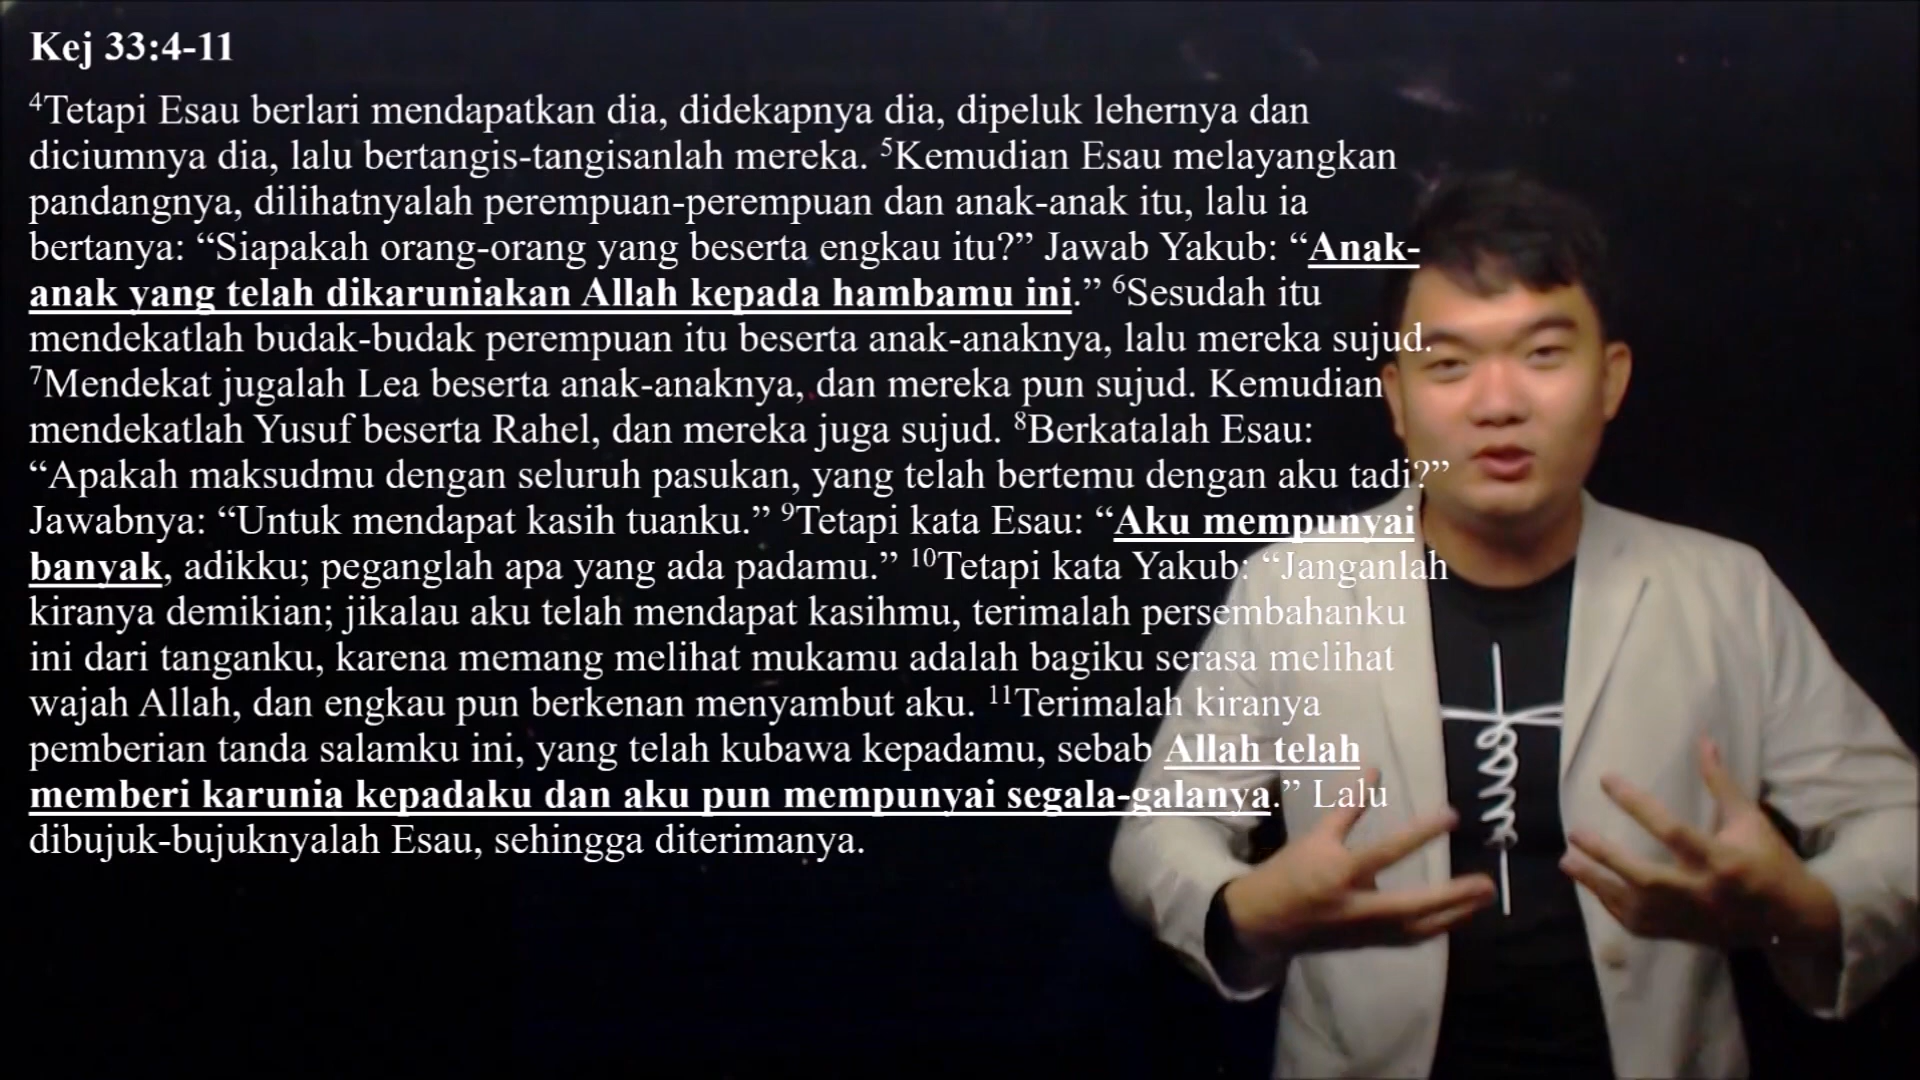 Kej 33:4-11
⁴Tetapi Esau berlari mendapatkan dia, didekapnya dia, dipeluk lehernya dan
diciumnya dia, lalu bertangis-tangisanlah mereka. ⁵Kemudian Esau melayangkan
pandangnya, dilihatnyalah perempuan-perempuan dan anak-anak itu, lalu ia
bertanya: “Siapakah orang-orang yang beserta engkau itu?” Jawab Yakub: “Anak-
anak yang telah dikaruniakan Allah kepada hambamu ini.” ⁶Sesudah itu
mendekatlah budak-budak perempuan itu beserta anak-anaknya, lalu mereka sujud.
⁷Mendekat jugalah Lea beserta anak-anaknya, dan mereka pun sujud. Kemudian
mendekatlah Yusuf beserta Rahel, dan mereka juga sujud. ⁸Berkatalah Esau:
“Apakah maksudmu dengan seluruh pasukan, yang telah bertemu dengan aku tadi?”
Jawabnya: “Untuk mendapat kasih tuanku.” ⁹Tetapi kata Esau: “Aku mempunyai
banyak, adikku; peganglah apa yang ada padamu.” ¹⁰Tetapi kata Yakub: “Janganlah
kiranya demikian; jikalau aku telah mendapat kasihmu, terimalah persembahanku
ini dari tanganku, karena memang melihat mukamu adalah bagiku serasa melihat
wajah Allah, dan engkau pun berkenan menyambut aku. ¹¹Terimalah kiranya
pemberian tanda salamku ini, yang telah kubawa kepadamu, sebab Allah telah
memberi karunia kepadaku dan aku pun mempunyai segala-galanya.” Lalu
dibujuk-bujuknyalah Esau, sehingga diterimanya.